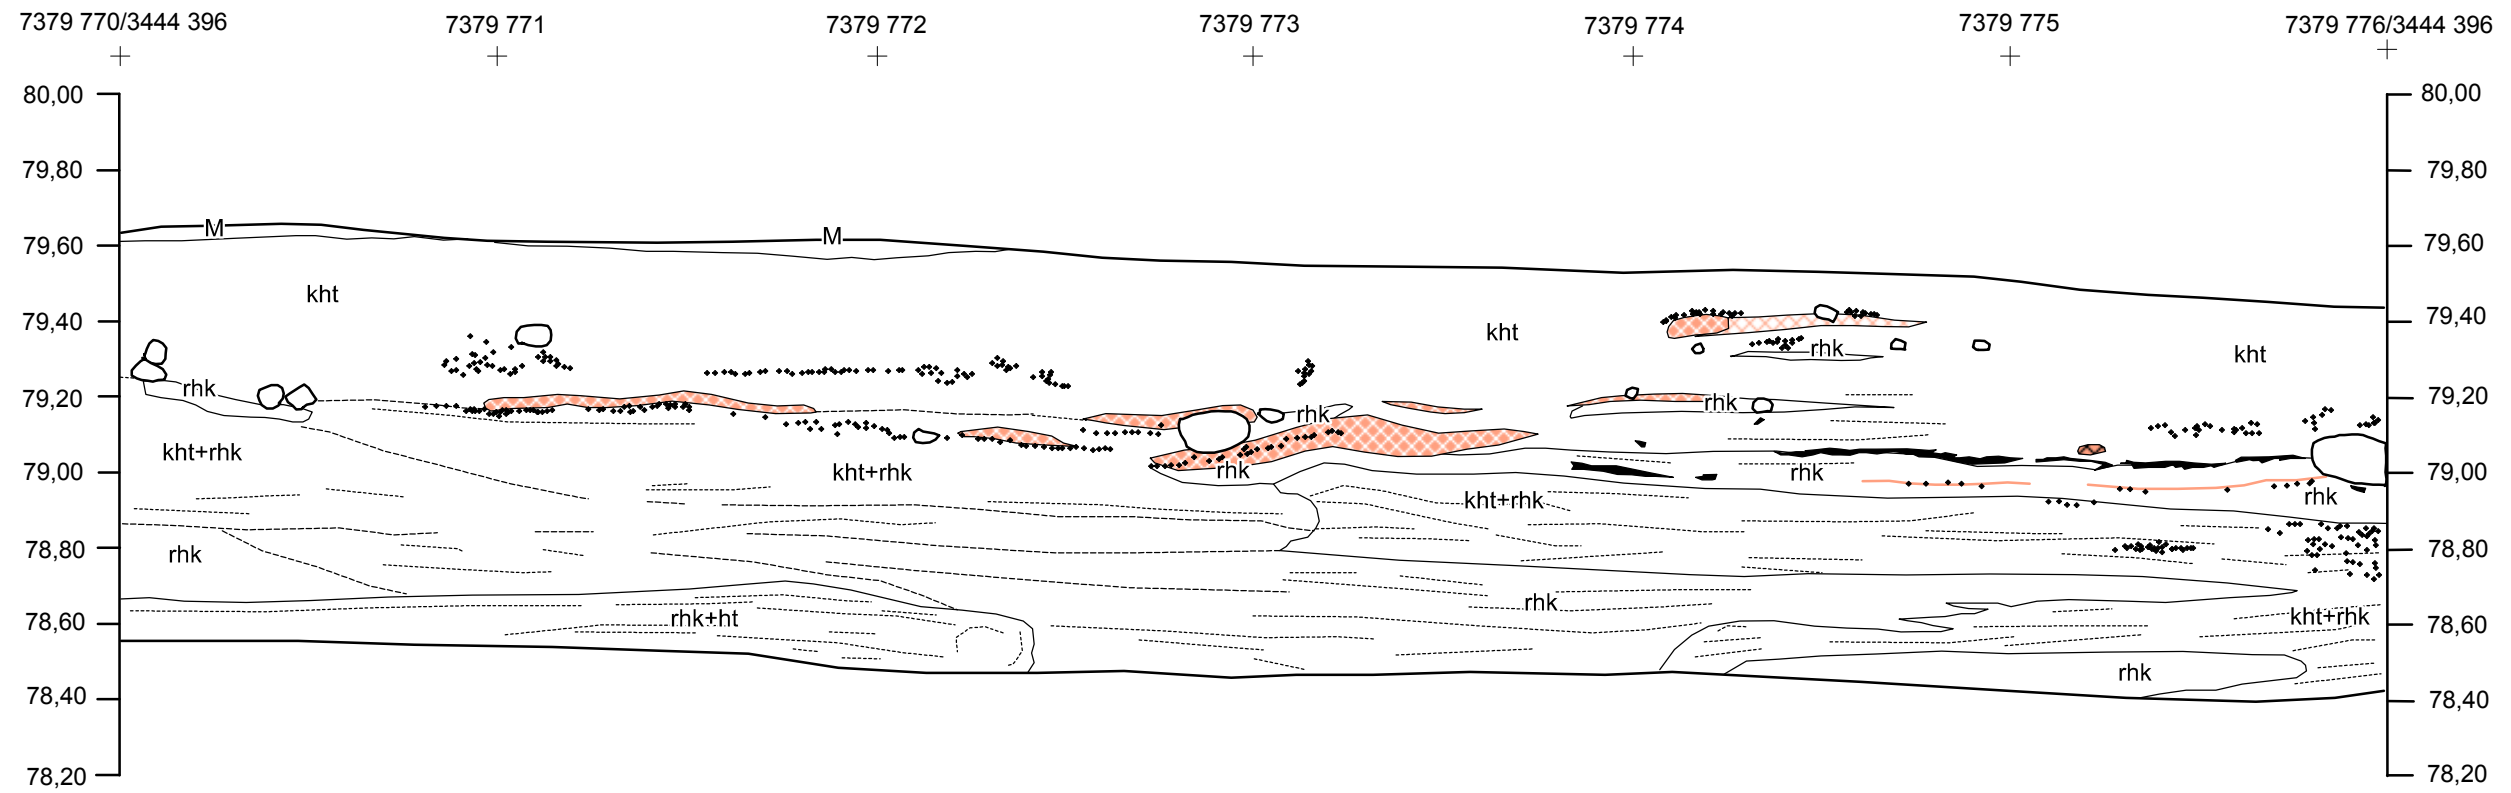 7379 770/3444 396 7379 771 7379 772 7379 773 7379 774 7379 775 7379 776/3444 396
80,00 80,00
79,80 79,80
M M
79,60 79,60
kht
79,40 kht 79,40
rhk kht
rhk
79,20 rhk rhk 79,20
kht+rhk
79,00 kht+rhk rhk rhk 79,00
kht+rhk rhk
78,80 rhk 78,80
rhk
78,60 rhk+ht kht+rhk 78,60
rhk
78,40 78,40
78,20 78,20